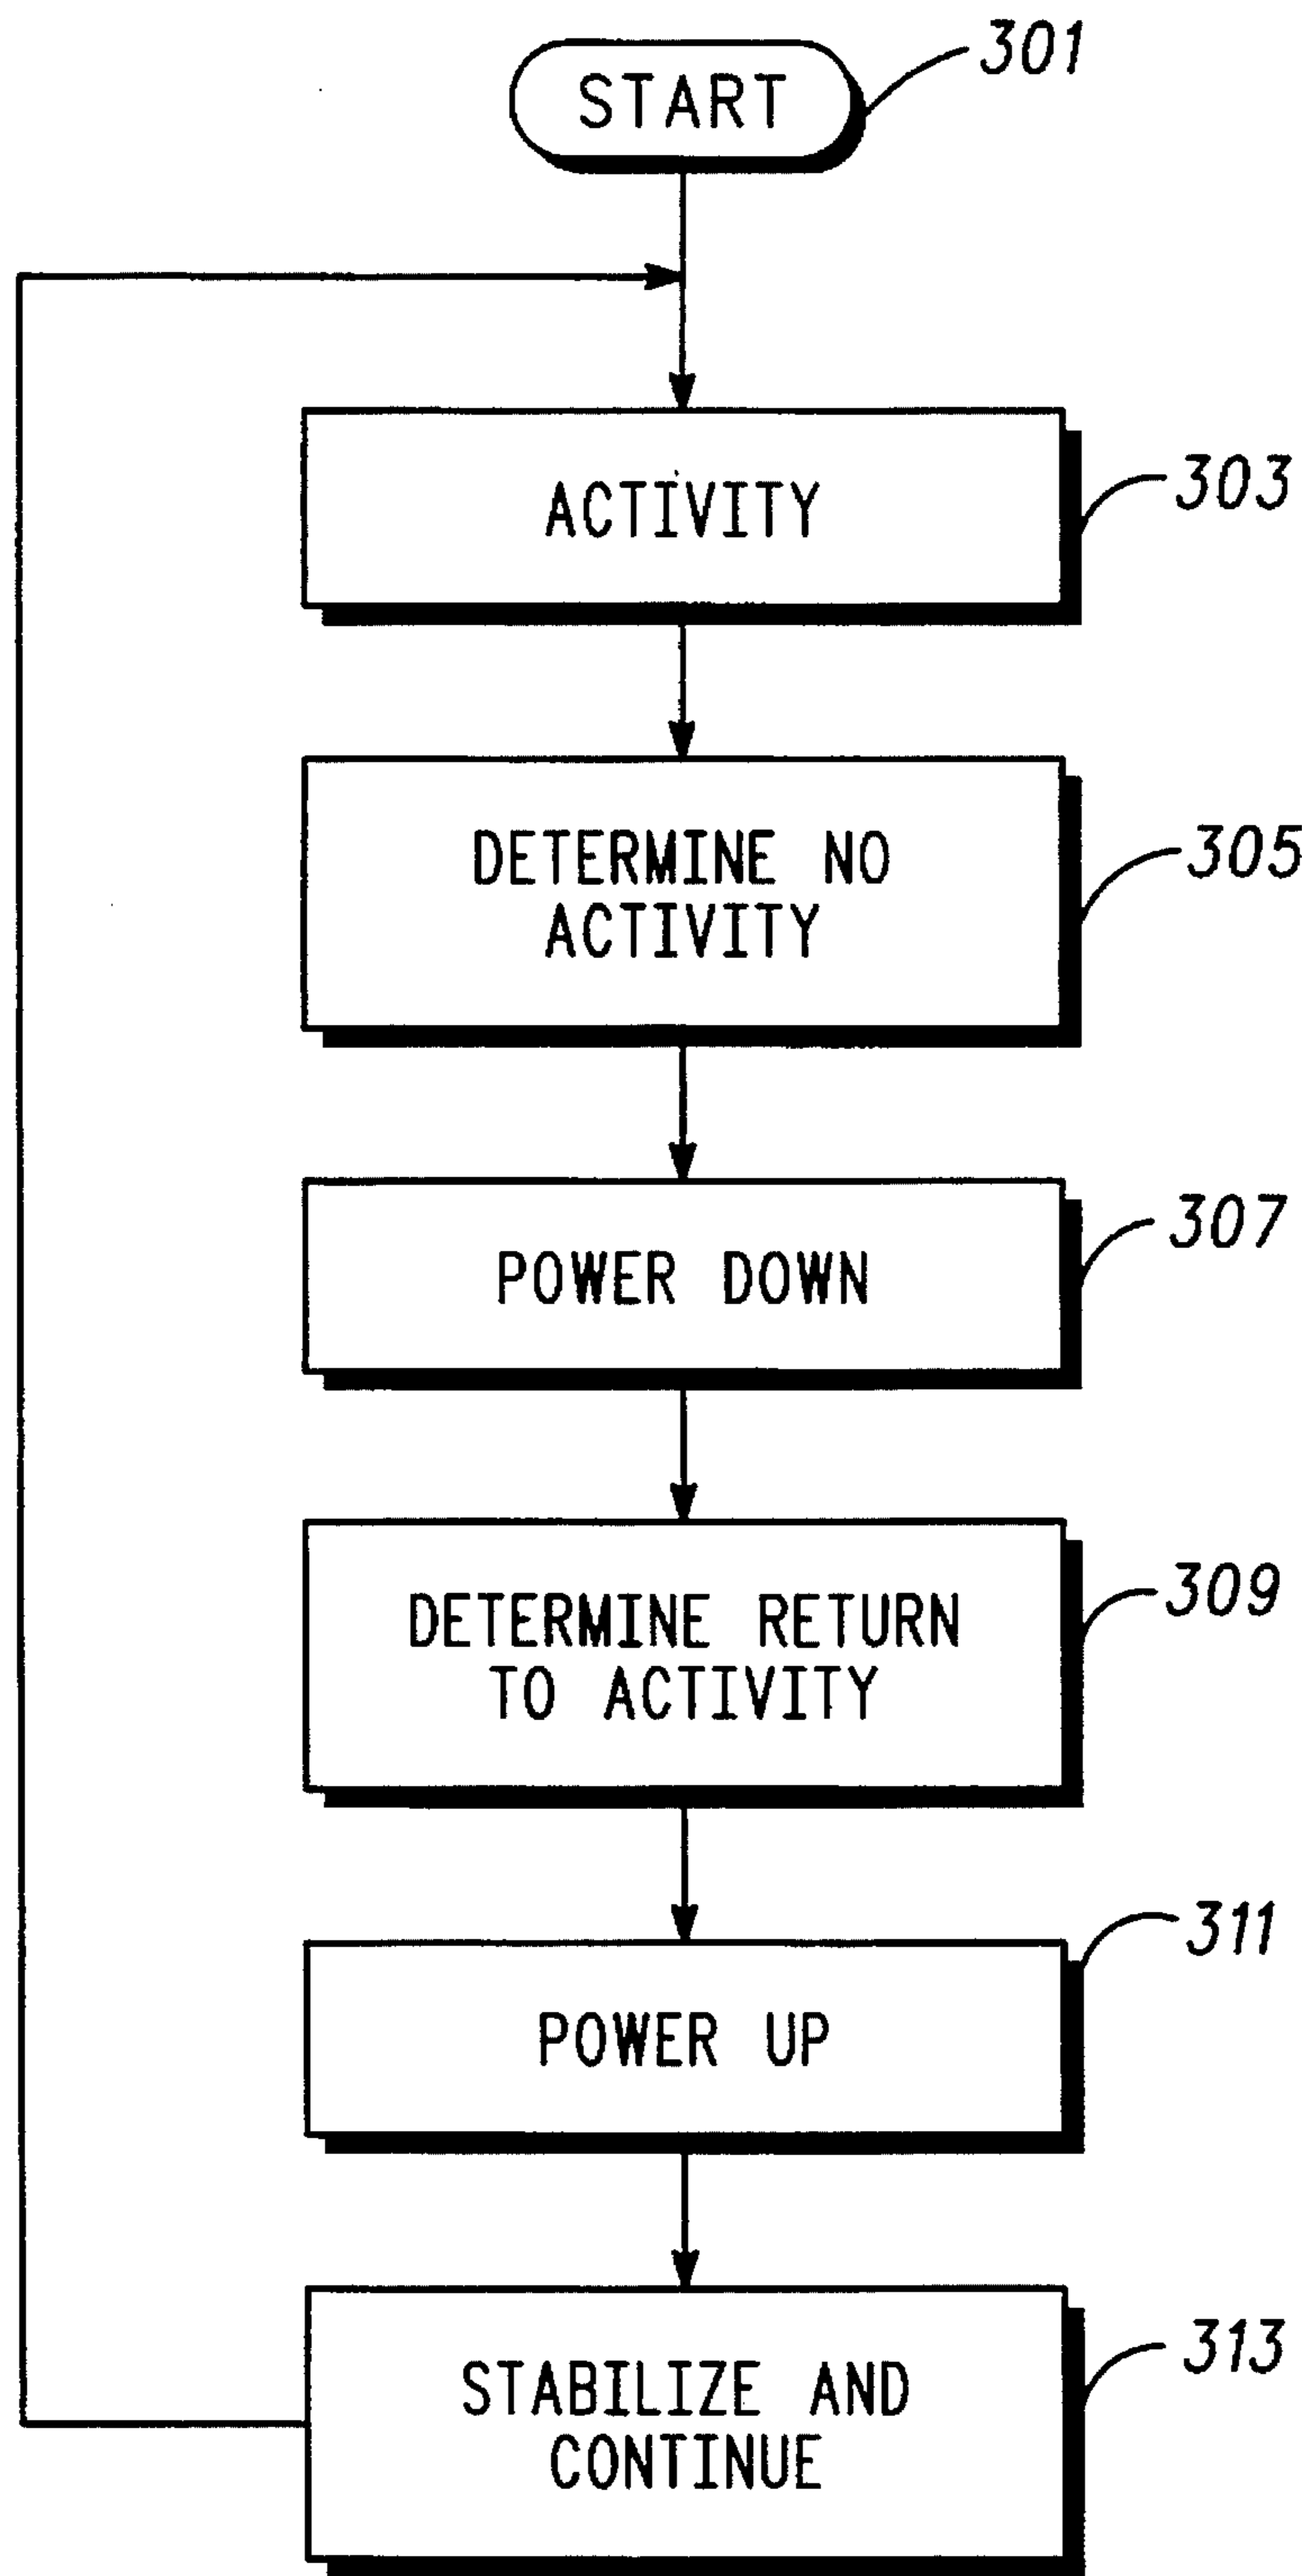 START
301
ACTIVITY
303
DETERMINE NO
ACTIVITY
305
POWER DOWN
307
DETERMINE RETURN
TO ACTIVITY
309
POWER UP
311
STABILIZE AND
CONTINUE
313